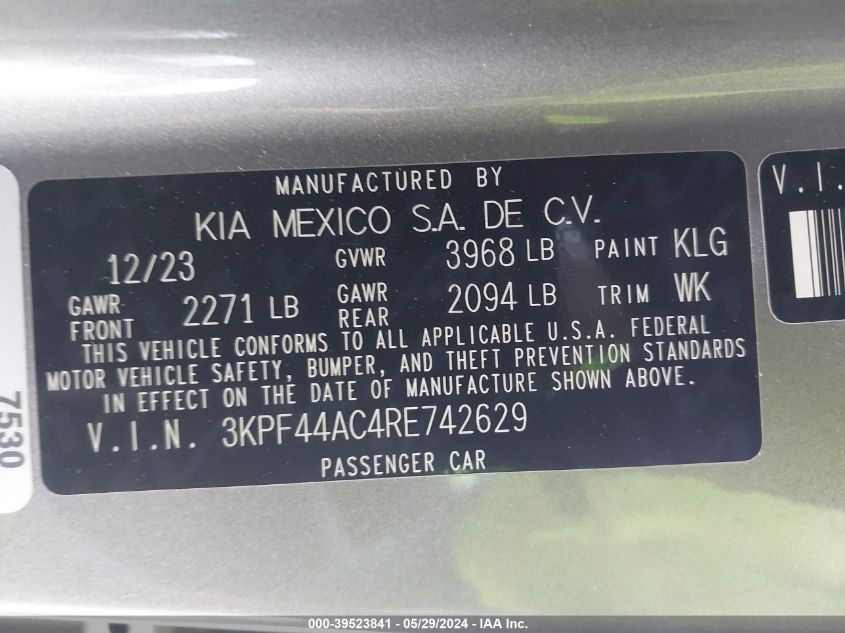 MANUFACTURED BY
KIA MEXICO S.A. DE C.V.
12/23 GVWR 3968 LB PAINT KLG
GAWR FRONT 2271 LB GAWR REAR 2094 LB TRIM WK
THIS VEHICLE CONFORMS TO ALL APPLICABLE U.S.A. FEDERAL
MOTOR VEHICLE SAFETY, BUMPER, AND THEFT PREVENTION STANDARDS
IN EFFECT ON THE DATE OF MANUFACTURE SHOWN ABOVE.
V.I.N. 3KPF44AC4RE742629
PASSENGER CAR
V.I.
7530
000-39523841 - 05/29/2024 - IAA Inc.